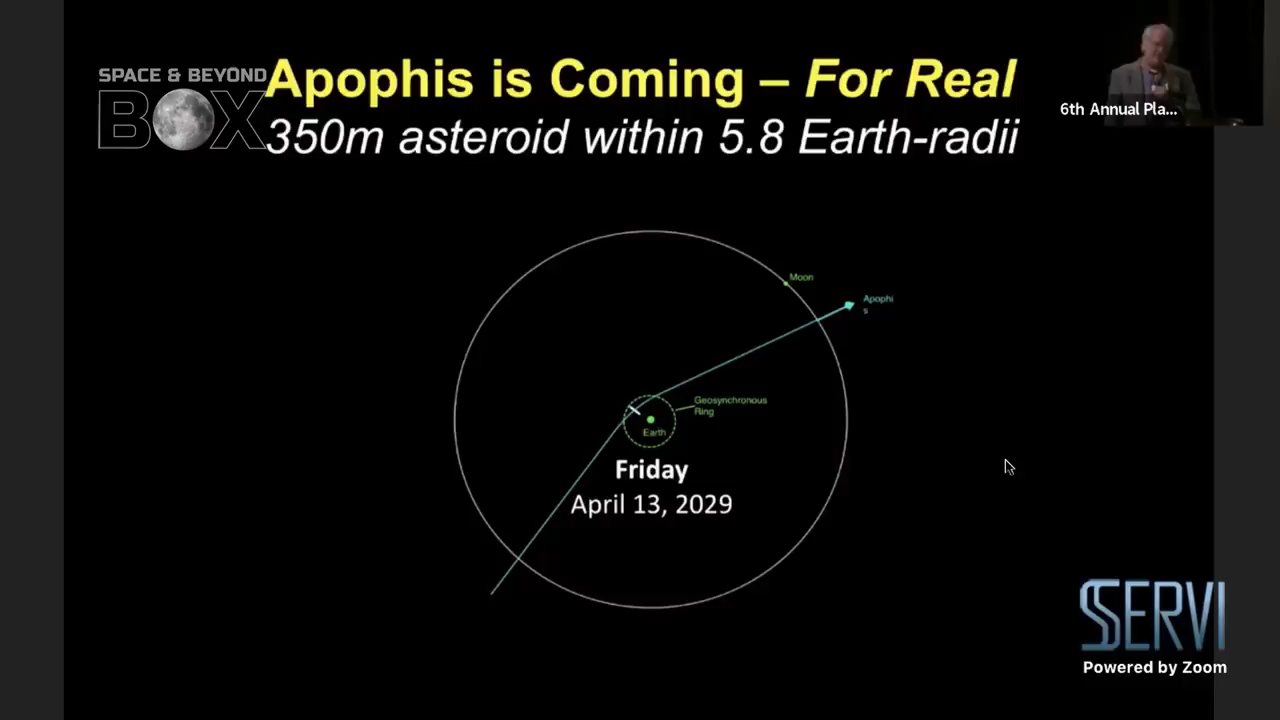 SPACE & BEYOND
BOX
Apophis is Coming – For Real
350m asteroid within 5.8 Earth-radii
6th Annual Pla...
Moon
Apophi
s
Geosynchronous
Ring
Earth
Friday
April 13, 2029
SSERVI
Powered by Zoom